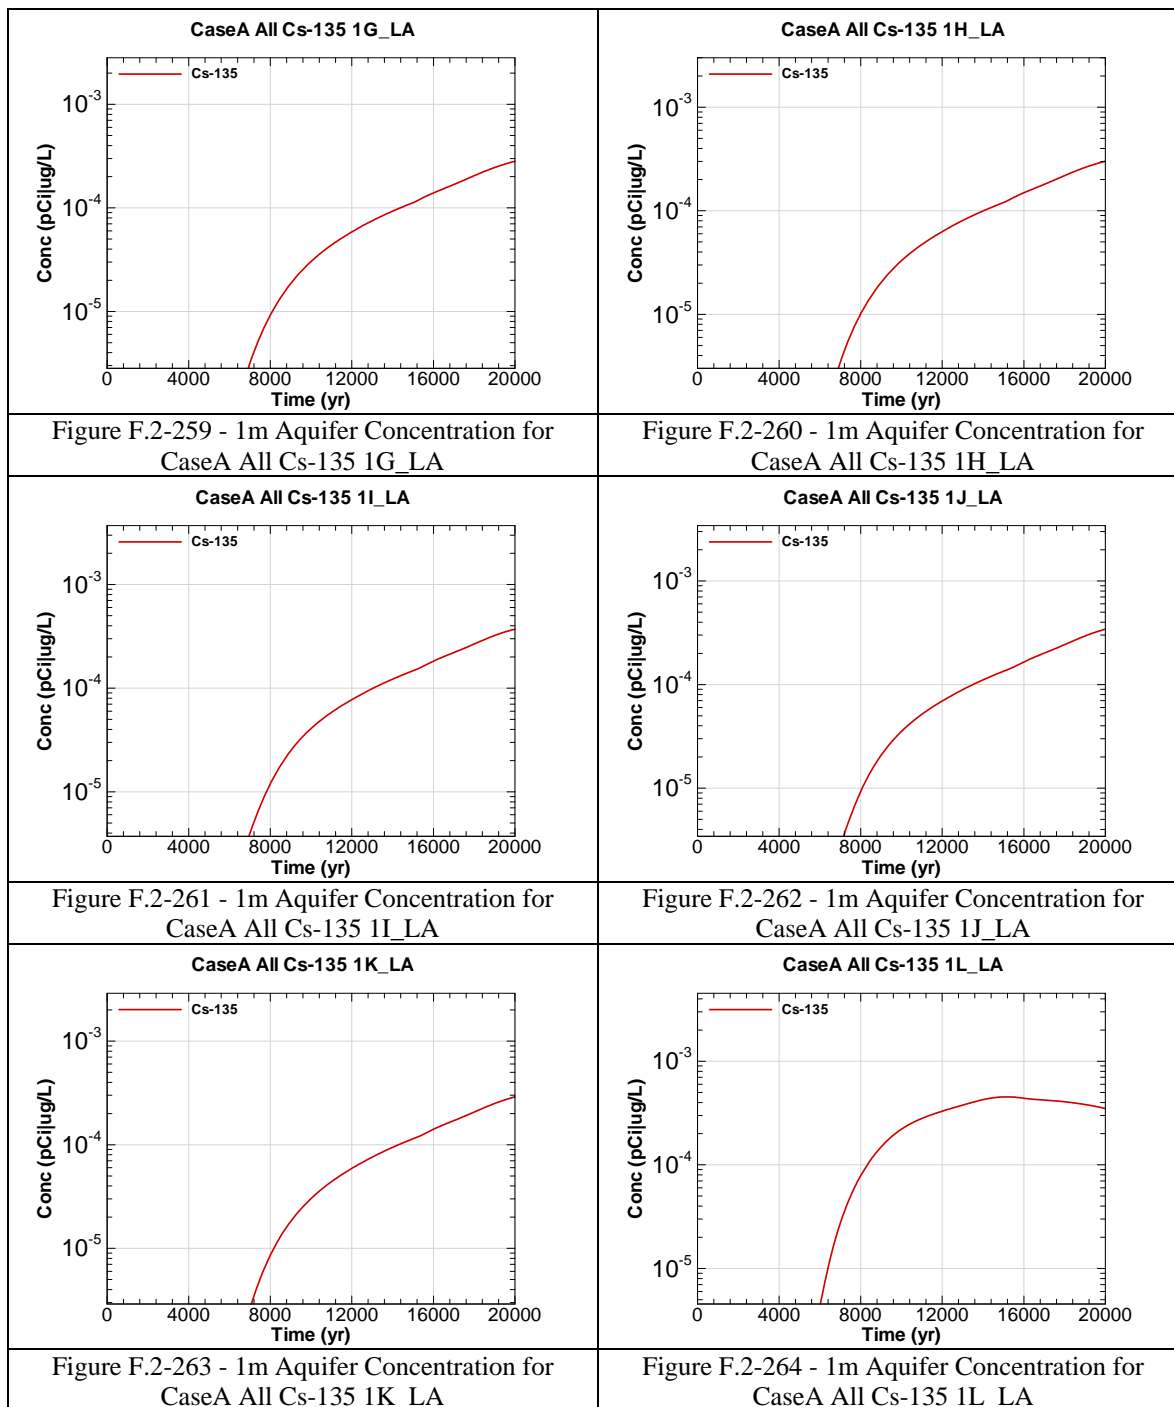 CaseA All Cs-135 1G_LA
Cs-135
Conc (pCi|ug/L)
10-3
10-4
10-5
0 4000 8000 12000 16000 20000
Time (yr)
Figure F.2-259 - 1m Aquifer Concentration for
CaseA All Cs-135 1G_LA
CaseA All Cs-135 1H_LA
Cs-135
Conc (pCi|ug/L)
10-3
10-4
10-5
0 4000 8000 12000 16000 20000
Time (yr)
Figure F.2-260 - 1m Aquifer Concentration for
CaseA All Cs-135 1H_LA
CaseA All Cs-135 1I_LA
Cs-135
Conc (pCi|ug/L)
10-3
10-4
10-5
0 4000 8000 12000 16000 20000
Time (yr)
Figure F.2-261 - 1m Aquifer Concentration for
CaseA All Cs-135 1I_LA
CaseA All Cs-135 1J_LA
Cs-135
Conc (pCi|ug/L)
10-3
10-4
10-5
0 4000 8000 12000 16000 20000
Time (yr)
Figure F.2-262 - 1m Aquifer Concentration for
CaseA All Cs-135 1J_LA
CaseA All Cs-135 1K_LA
Cs-135
Conc (pCi|ug/L)
10-3
10-4
10-5
0 4000 8000 12000 16000 20000
Time (yr)
Figure F.2-263 - 1m Aquifer Concentration for
CaseA All Cs-135 1K_LA
CaseA All Cs-135 1L_LA
Cs-135
Conc (pCi|ug/L)
10-3
10-4
10-5
0 4000 8000 12000 16000 20000
Time (yr)
Figure F.2-264 - 1m Aquifer Concentration for
CaseA All Cs-135 1L_LA